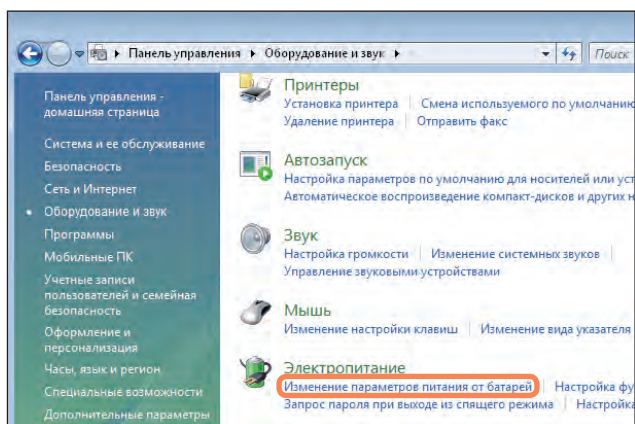 Панель управления ▸ Оборудование и звук ▸
Поиск
Панель управления -
домашняя страница
Система и ее обслуживание
Безопасность
Сеть и Интернет
Оборудование и звук
Программы
Мобильные ПК
Учетные записи
пользователей и семейная
безопасность
Оформление и
персонализация
Часы, язык и регион
Специальные возможности
Дополнительные параметры
Принтеры
Установка принтера | Смена используемого по умолчанию
Удаление принтера | Отправить факс
Автозапуск
Настройка параметров по умолчанию для носителей или уст
Автоматическое воспроизведение компакт-дисков и других н
Звук
Настройка громкости | Изменение системных звуков
Управление звуковыми устройствами
Мышь
Изменение настройки клавиш | Изменение вида указателя
Электропитание
Изменение параметров питания от батарей | Настройка фу
Запрос пароля при выходе из спящего режима | Настройка